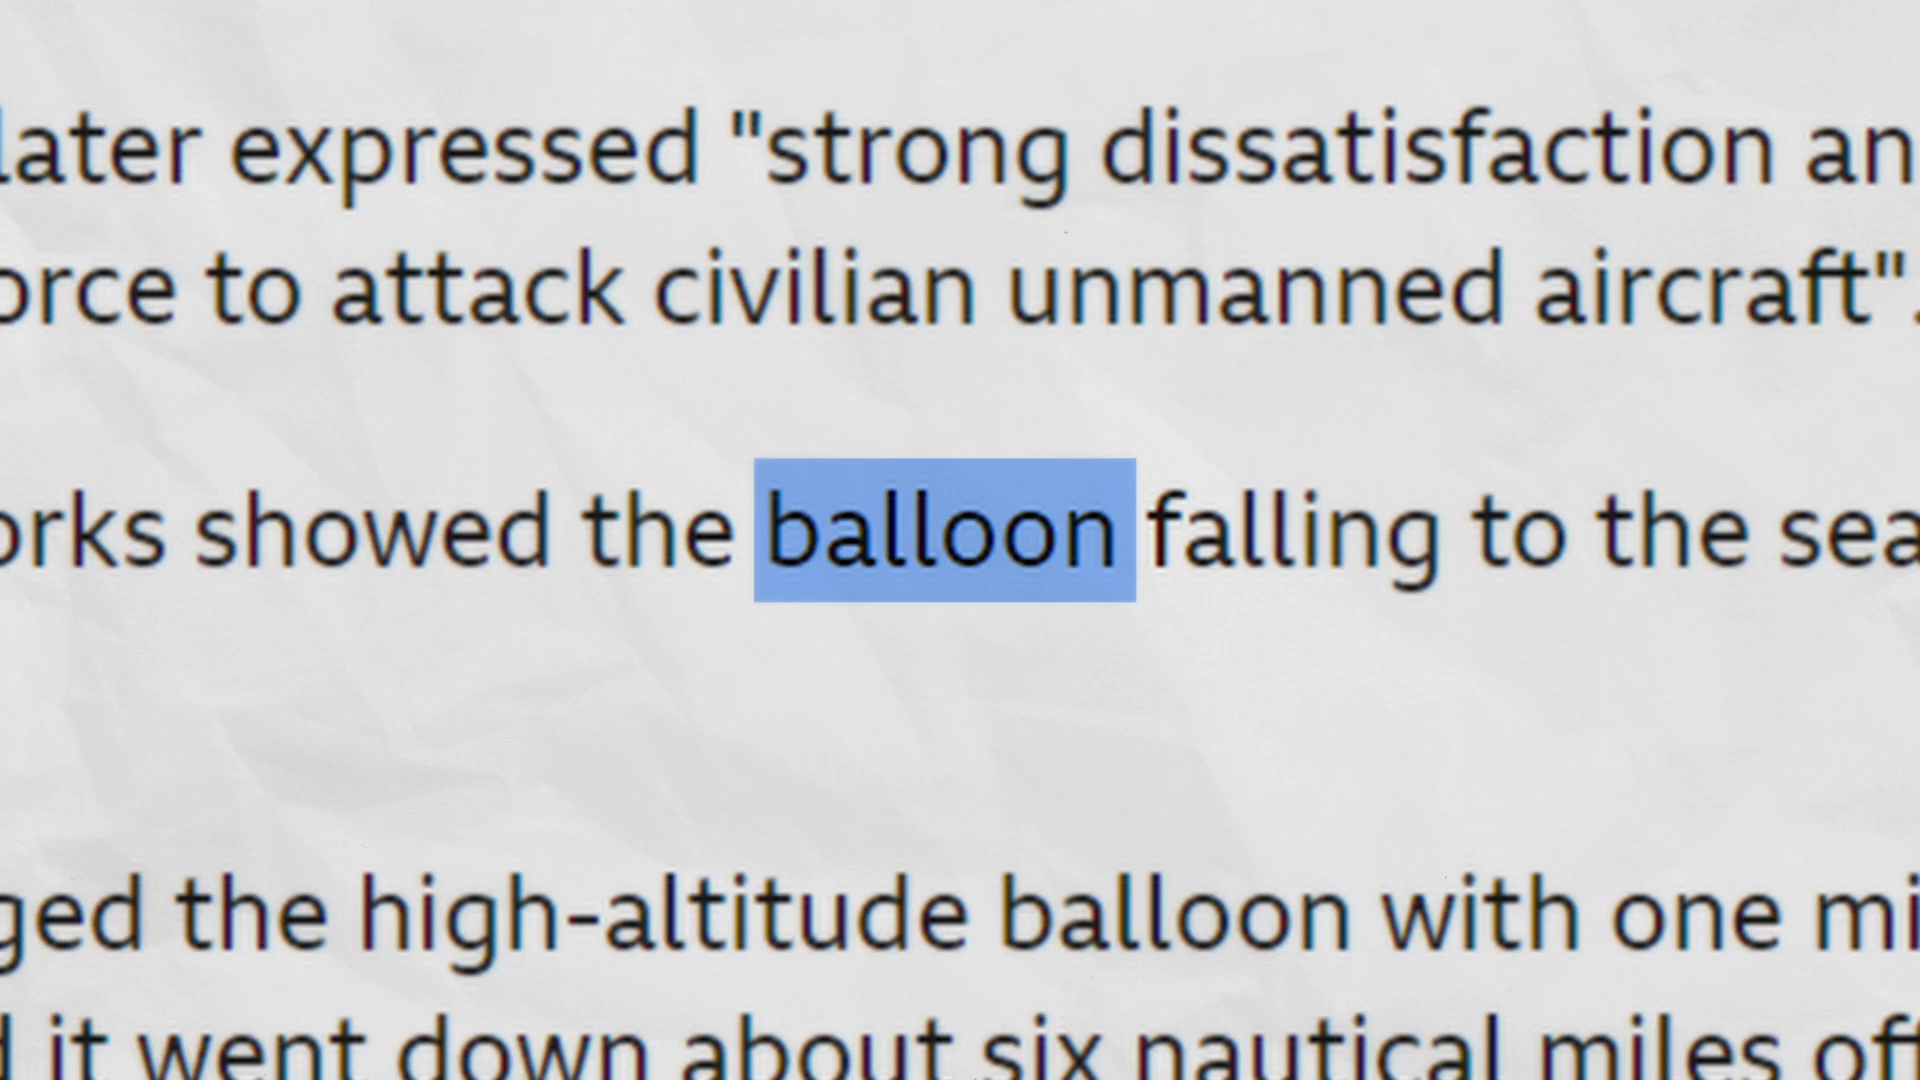 later expressed "strong dissatisfaction an
orce to attack civilian unmanned aircraft".
orks showed the balloon falling to the sea
ged the high-altitude balloon with one mi
d it went down about six nautical miles off